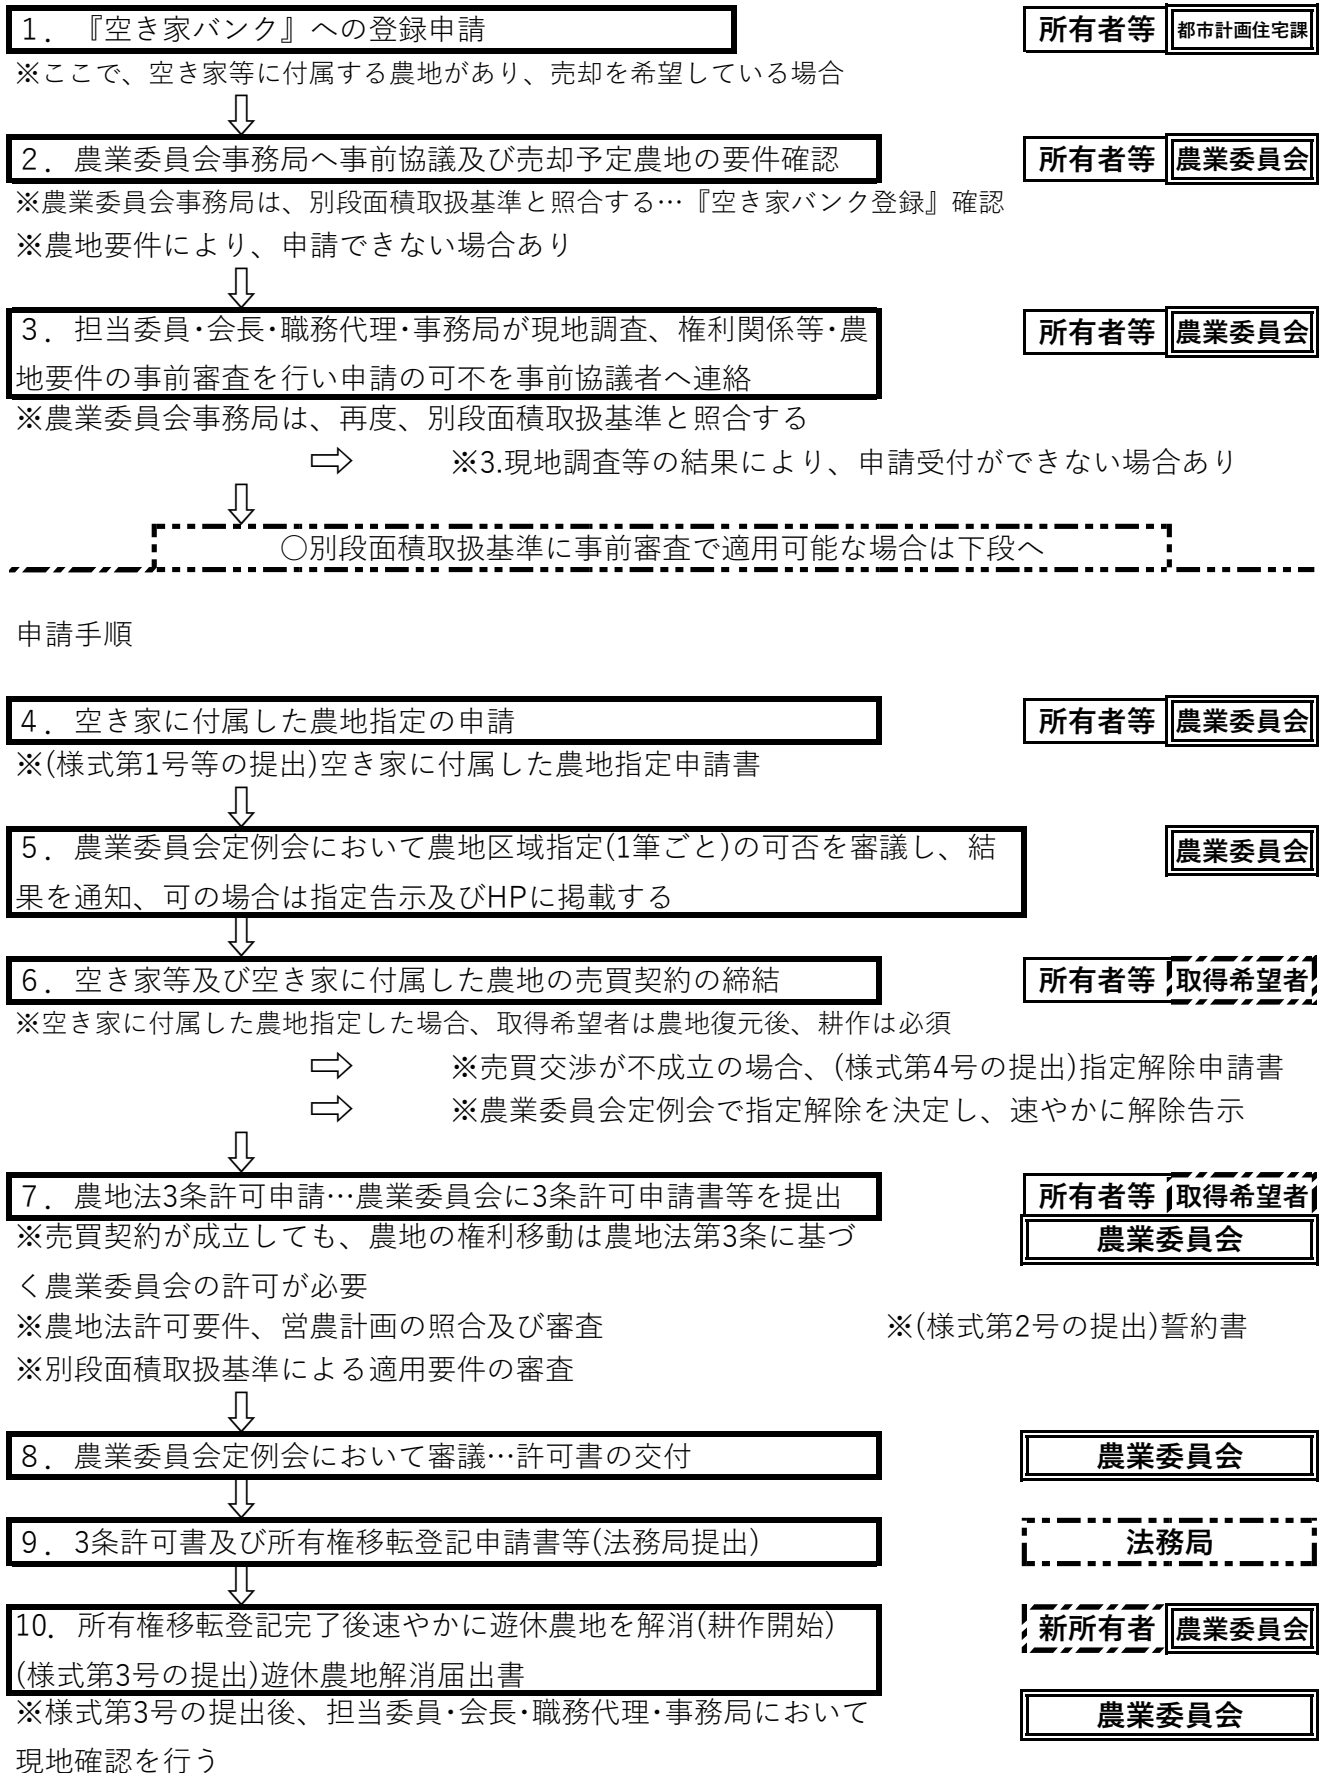 １．『空き家バンク』への登録申請
所有者等 都市計画住宅課
※ここで、空き家等に付属する農地があり、売却を希望している場合
２．農業委員会事務局へ事前協議及び売却予定農地の要件確認
所有者等 農業委員会
※農業委員会事務局は、別段面積取扱基準と照合する…『空き家バンク登録』確認
※農地要件により、申請できない場合あり
３．担当委員・会長・職務代理・事務局が現地調査、権利関係等・農
地要件の事前審査を行い申請の可不を事前協議者へ連絡
所有者等 農業委員会
※農業委員会事務局は、再度、別段面積取扱基準と照合する
⇨ ※3.現地調査等の結果により、申請受付ができない場合あり
○別段面積取扱基準に事前審査で適用可能な場合は下段へ
申請手順
４．空き家に付属した農地指定の申請
所有者等 農業委員会
※(様式第1号等の提出)空き家に付属した農地指定申請書
５．農業委員会定例会において農地区域指定(1筆ごと)の可否を審議し、結
果を通知、可の場合は指定告示及びHPに掲載する
農業委員会
６．空き家等及び空き家に付属した農地の売買契約の締結
所有者等 取得希望者
※空き家に付属した農地指定した場合、取得希望者は農地復元後、耕作は必須
⇨ ※売買交渉が不成立の場合、(様式第4号の提出)指定解除申請書
⇨ ※農業委員会定例会で指定解除を決定し、速やかに解除告示
７．農地法3条許可申請…農業委員会に3条許可申請書等を提出
所有者等 取得希望者
農業委員会
※売買契約が成立しても、農地の権利移動は農地法第3条に基づ
く農業委員会の許可が必要
※農地法許可要件、営農計画の照合及び審査
※(様式第2号の提出)誓約書
※別段面積取扱基準による適用要件の審査
８．農業委員会定例会において審議…許可書の交付
農業委員会
９．3条許可書及び所有権移転登記申請書等(法務局提出)
法務局
10．所有権移転登記完了後速やかに遊休農地を解消(耕作開始)
(様式第3号の提出)遊休農地解消届出書
新所有者 農業委員会
※様式第3号の提出後、担当委員・会長・職務代理・事務局において
現地確認を行う
農業委員会